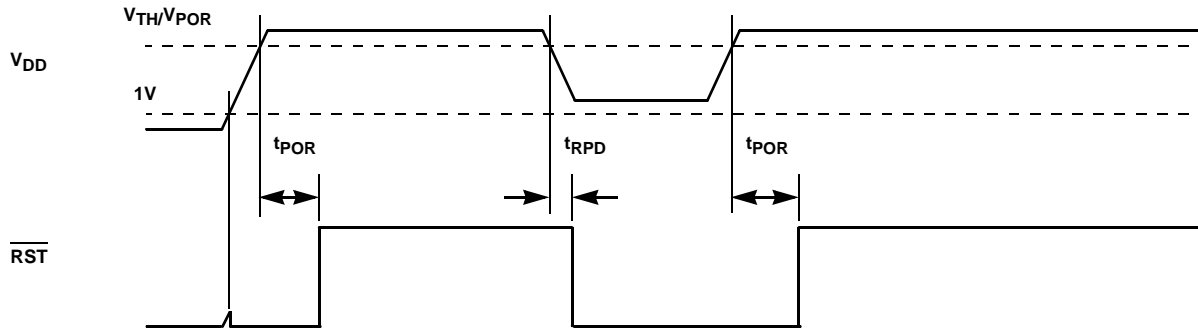 VTH/VPOR
VDD
1V
tPOR
tRPD
tPOR
RST